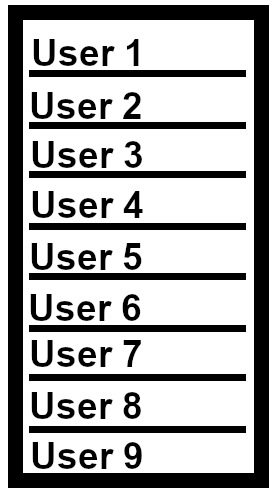 User 1
User 2
User 3
User 4
User 5
User 6
User 7
User 8
User 9